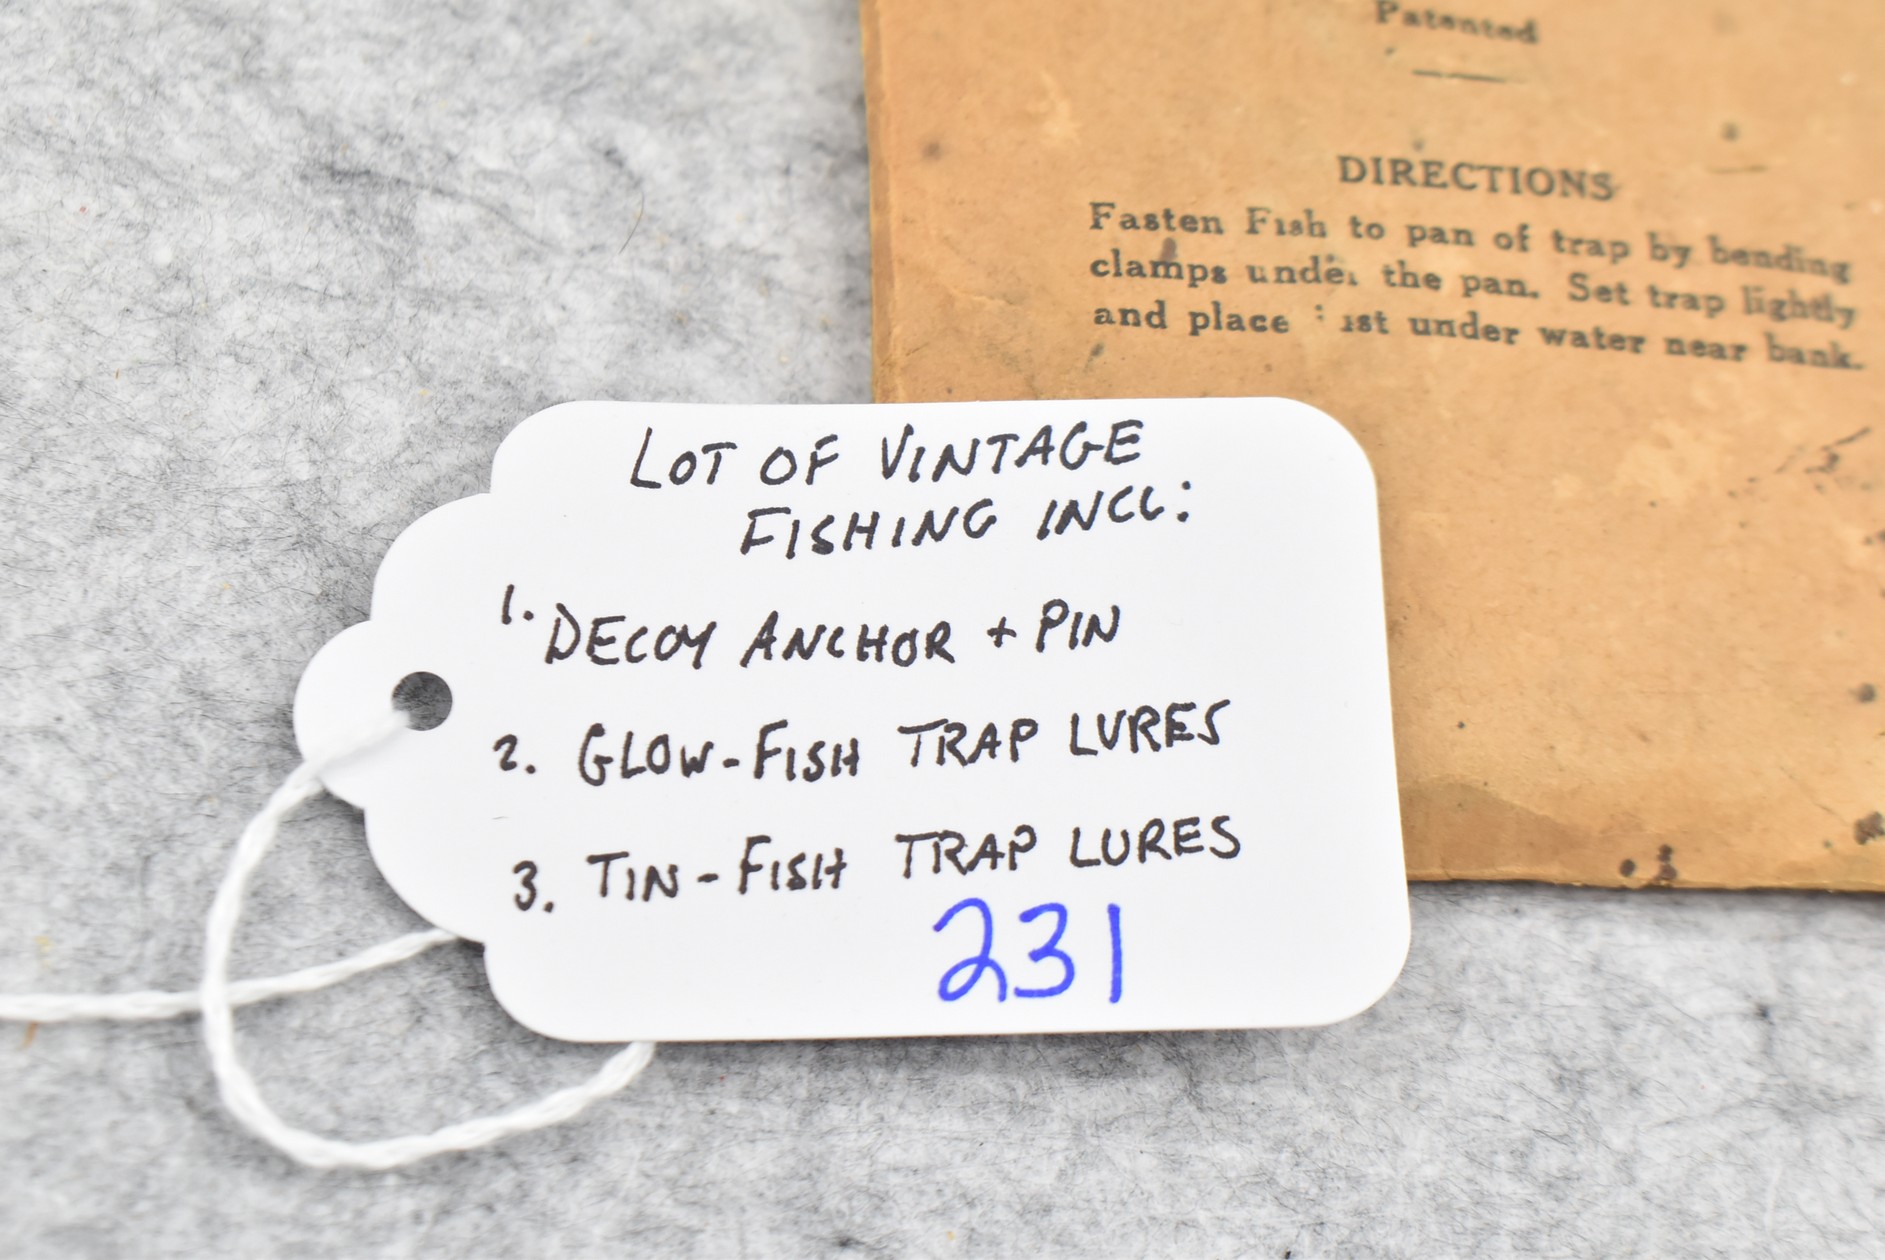 Patented
DIRECTIONS
Fasten Fish to pan of trap by bending
clamps under the pan. Set trap lightly
and place just under water near bank.
LOT OF VINTAGE
FISHING INCL:
1. DECOY ANCHOR + PIN
2. GLOW-FISH TRAP LURES
3. TIN-FISH TRAP LURES
231